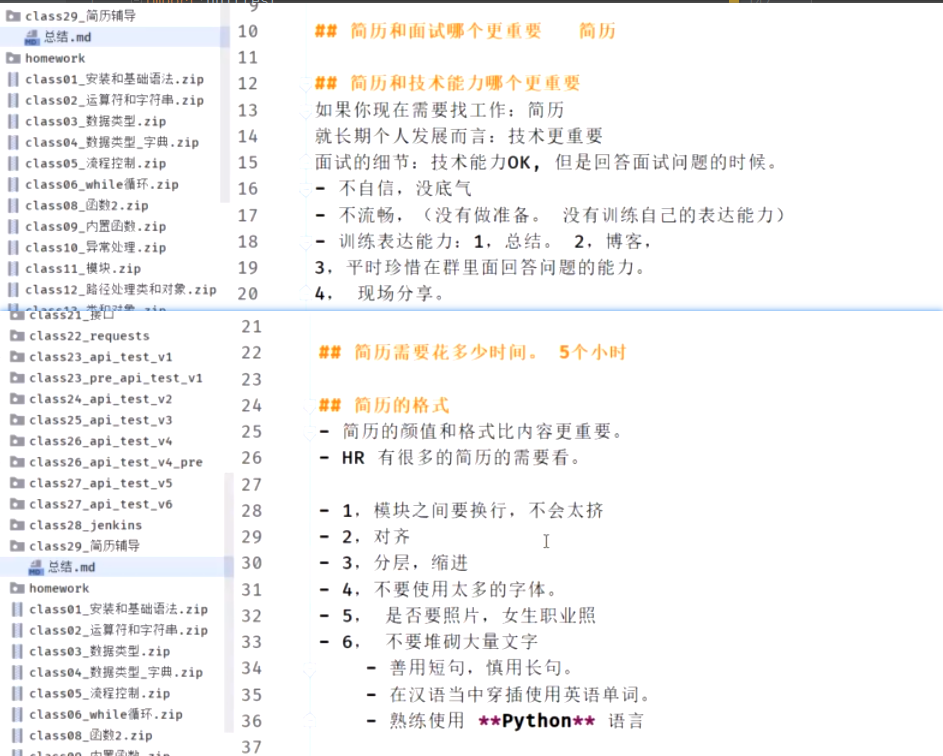 class29_简历辅导
总结.md
homework
class01_安装和基础语法.zip
class02_运算符和字符串.zip
class03_数据类型.zip
class04_数据类型_字典.zip
class05_流程控制.zip
class06_while循环.zip
class08_函数2.zip
class09_内置函数.zip
class10_异常处理.zip
class11_模块.zip
class12_路径处理类和对象.zip
10 ## 简历和面试哪个更重要 简历
11
12 ## 简历和技术能力哪个更重要
13 如果你现在需要找工作：简历
14 就长期个人发展而言：技术更重要
15 面试的细节：技术能力OK, 但是回答面试问题的时候。
16 - 不自信，没底气
17 - 不流畅，（没有做准备。 没有训练自己的表达能力）
18 - 训练表达能力：1，总结。 2，博客，
19 3，平时珍惜在群里面回答问题的能力。
20 4， 现场分享。
class21_接口
class22_requests
class23_api_test_v1
class23_pre_api_test_v1
class24_api_test_v2
class25_api_test_v3
class26_api_test_v4
class26_api_test_v4_pre
class27_api_test_v5
class27_api_test_v6
class28_jenkins
class29_简历辅导
总结.md
homework
class01_安装和基础语法.zip
class02_运算符和字符串.zip
class03_数据类型.zip
class04_数据类型_字典.zip
class05_流程控制.zip
class06_while循环.zip
class08_函数2.zip
21
22 ## 简历需要花多少时间。 5个小时
23
24 ## 简历的格式
25 - 简历的颜值和格式比内容更重要。
26 - HR 有很多的简历的需要看。
27
28 - 1，模块之间要换行，不会太挤
29 - 2，对齐
30 - 3，分层，缩进
31 - 4，不要使用太多的字体。
32 - 5， 是否要照片，女生职业照
33 - 6， 不要堆砌大量文字
34 - 善用短句，慎用长句。
35 - 在汉语当中穿插使用英语单词。
36 - 熟练使用 **Python** 语言
37